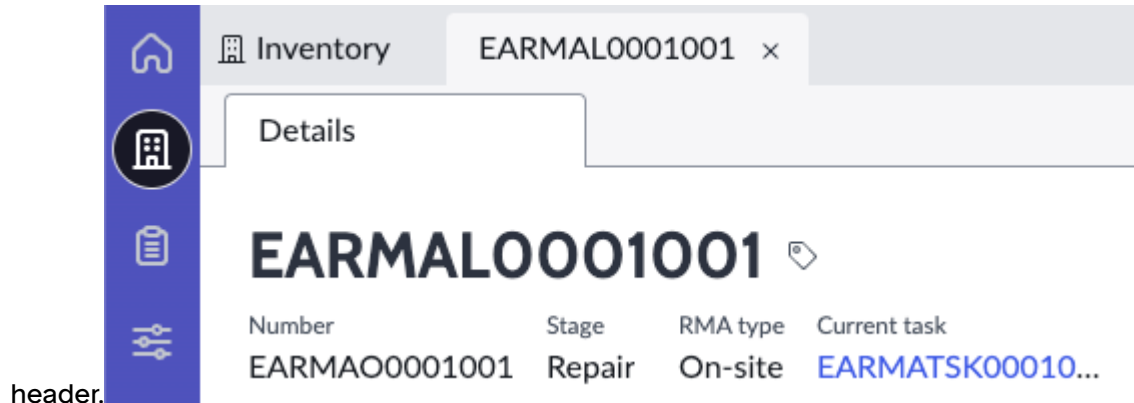 Inventory EARMAL0001001 ×
Details
EARMAL0001001
Number Stage RMA type Current task
EARMAO0001001 Repair On-site EARMATSK00010...
header.